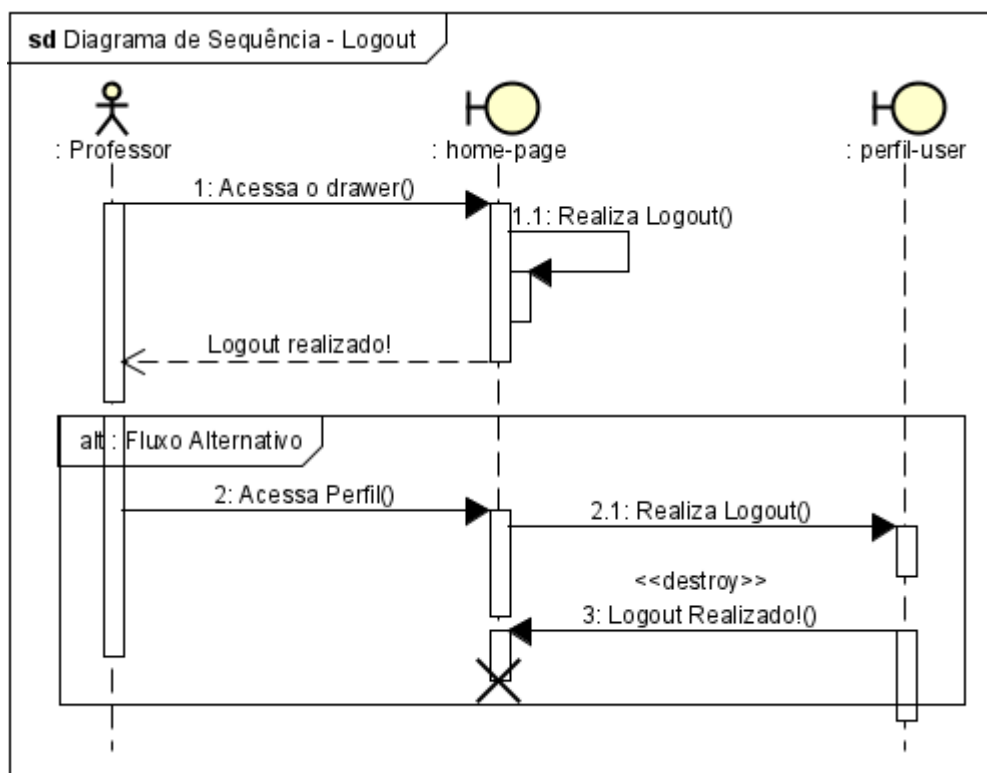 sd Diagrama de Sequência - Logout
: Professor
: home-page
: perfil-user
1: Acessa o drawer()
1.1: Realiza Logout()
Logout realizado!
alt : Fluxo Alternativo
2: Acessa Perfil()
2.1: Realiza Logout()
<<destroy>>
3: Logout Realizado!()